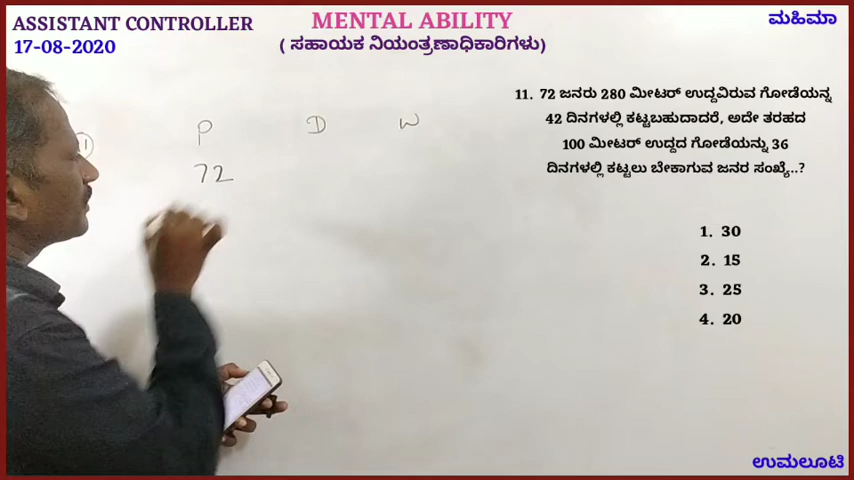 ASSISTANT CONTROLLER
17-08-2020
MENTAL ABILITY
( ಸಹಾಯಕ ನಿಯಂತ್ರಣಾಧಿಕಾರಿಗಳು)
ಮಹಿಮಾ
11. 72 ಜನರು 280 ಮೀಟರ್ ಉದ್ದವಿರುವ ಗೋಡೆಯನ್ನ
42 ದಿನಗಳಲ್ಲಿ ಕಟ್ಟಬಹುದಾದರೆ, ಅದೇ ತರಹದ
100 ಮೀಟರ್ ಉದ್ದದ ಗೋಡೆಯನ್ನು 36
ದಿನಗಳಲ್ಲಿ ಕಟ್ಟಲು ಬೇಕಾಗುವ ಜನರ ಸಂಖ್ಯೆ..?
1. 30
2. 15
3. 25
4. 20
P D W
72
ಉಮಲೂಟಿ